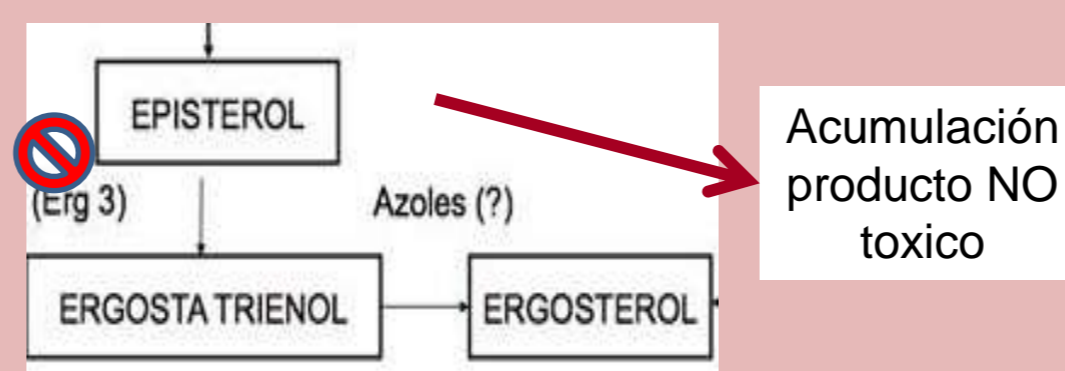 EPISTEROL
(Erg 3)
Azoles (?)
ERGOSTA TRIENOL
ERGOSTEROL
Acumulación
producto NO
toxico